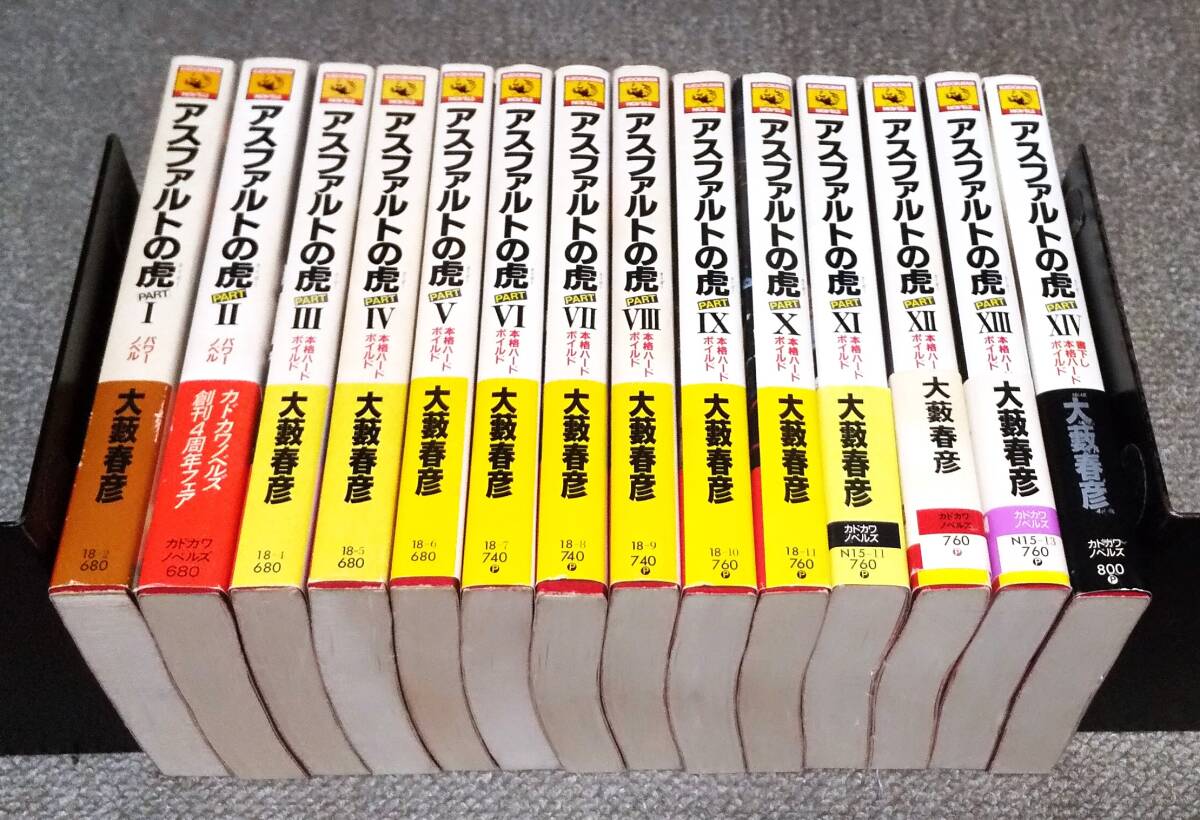 アスファルトの虎
PART
I
パワー
ノベル
大藪春彦
18-2
680
アスファルトの虎
PART
II
パワー
ノベル
カドカワノベルズ
創刊4周年フェア
カドカワ
ノベルズ
680
アスファルトの虎
PART
III
本格ハード
ボイルド
大藪春彦
18-4
680
アスファルトの虎
PART
IV
本格ハード
ボイルド
大藪春彦
18-5
680
アスファルトの虎
PART
V
本格ハード
ボイルド
大藪春彦
18-6
680
アスファルトの虎
PART
VI
本格ハード
ボイルド
大藪春彦
18-7
740
P
アスファルトの虎
PART
VII
本格ハード
ボイルド
大藪春彦
18-8
740
P
アスファルトの虎
PART
VIII
本格ハード
ボイルド
大藪春彦
18-9
740
P
アスファルトの虎
PART
IX
本格ハード
ボイルド
大藪春彦
18-10
760
P
アスファルトの虎
PART
X
本格ハード
ボイルド
大藪春彦
18-11
760
P
アスファルトの虎
PART
XI
本格ハード
ボイルド
大藪春彦
カドカワ
ノベルズ
N15-11
760
P
アスファルトの虎
PART
XII
本格ハード
ボイルド
大藪春彦
カドカワ
ノベルズ
760
P
アスファルトの虎
PART
XIII
本格ハード
ボイルド
大藪春彦
カドカワ
ノベルズ
N15-13
760
P
アスファルトの虎
PART
XIV
書下し
本格ハード
ボイルド
大藪春彦
カドカワ
ノベルズ
800
P